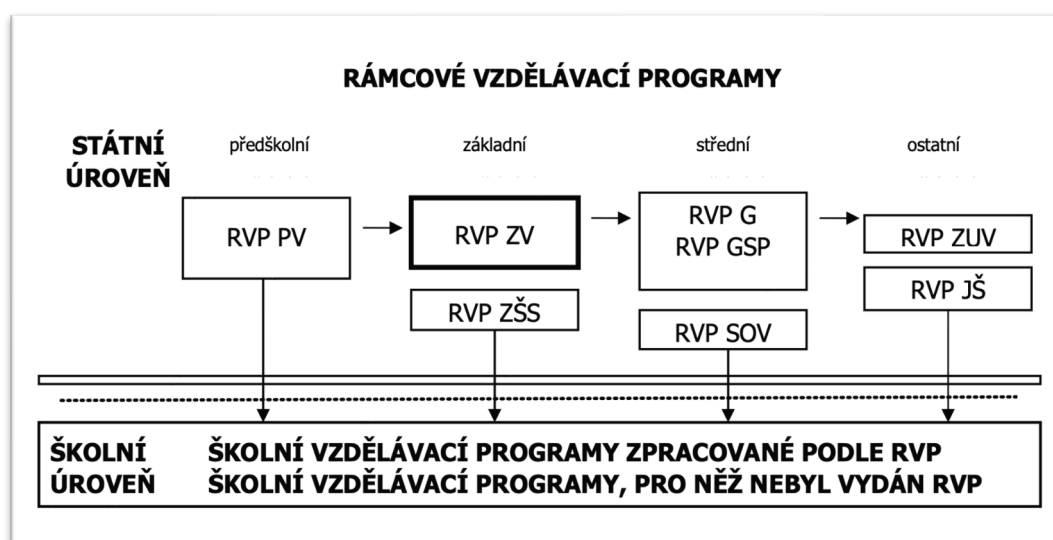 RÁMCOVÉ VZDĚLÁVACÍ PROGRAMY
STÁTNÍ ÚROVEŇ
předškolní
základní
střední
ostatní
RVP PV
RVP ZV
RVP G
RVP GSP
RVP ZUV
RVP ZŠS
RVP JŠ
RVP SOV
ŠKOLNÍ ÚROVEŇ
ŠKOLNÍ VZDĚLÁVACÍ PROGRAMY ZPRACOVANÉ PODLE RVP
ŠKOLNÍ VZDĚLÁVACÍ PROGRAMY, PRO NĚŽ NEBYL VYDÁN RVP